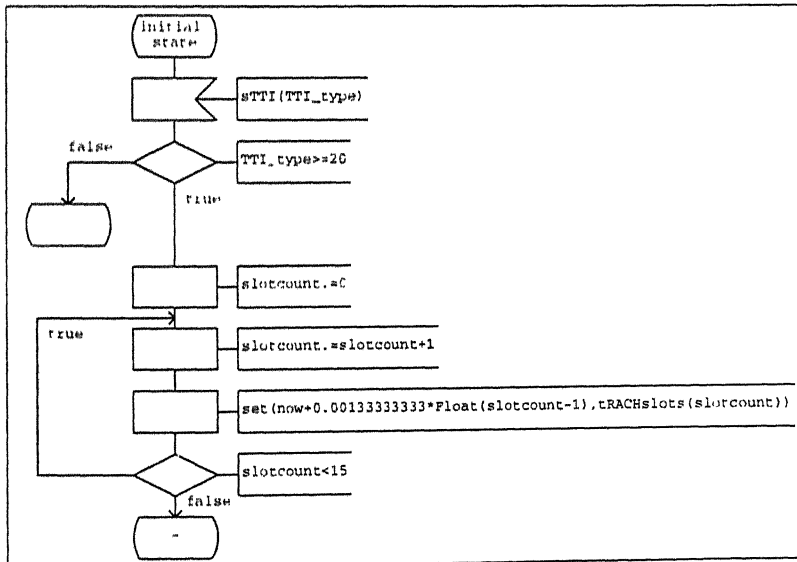 initial
state
sTTI(TTI_type)
false
TTI_type>=20
true
slotcount:=0
true
slotcount:=slotcount+1
set(now+0.00133333333*Float(slotcount-1),tRACHslots(slotcount))
slotcount<15
false
-